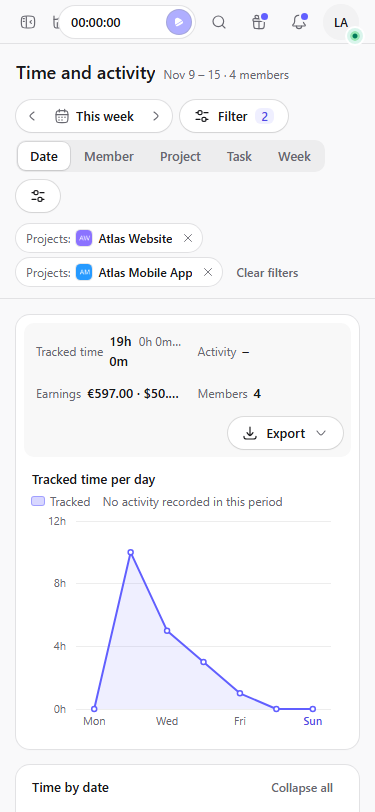 00:00:00
LA
Time and activity Nov 9 – 15 · 4 members
This week
Filter 2
Date Member Project Task Week
Projects: AW Atlas Website
Projects: AM Atlas Mobile App Clear filters
Tracked time 19h 0m 0h 0m... Activity –
Earnings €597.00 · $50.... Members 4
Export
Tracked time per day
Tracked No activity recorded in this period
12h
8h
4h
0h
Mon Wed Fri Sun
Time by date Collapse all